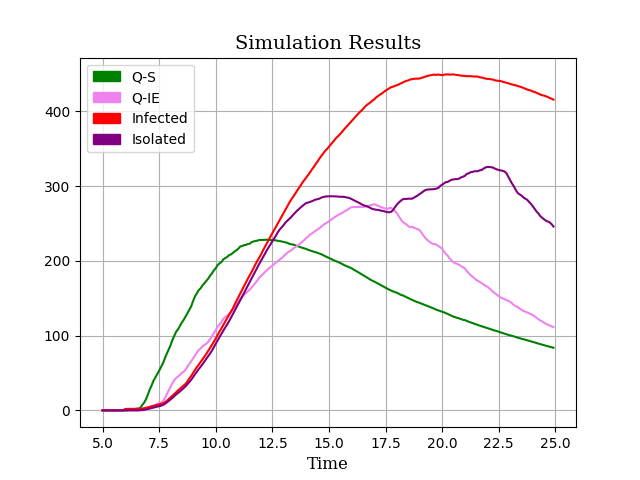 Simulation Results
Q-S
Q-IE
Infected
Isolated
400
300
200
100
0
5.0 7.5 10.0 12.5 15.0 17.5 20.0 22.5 25.0
Time